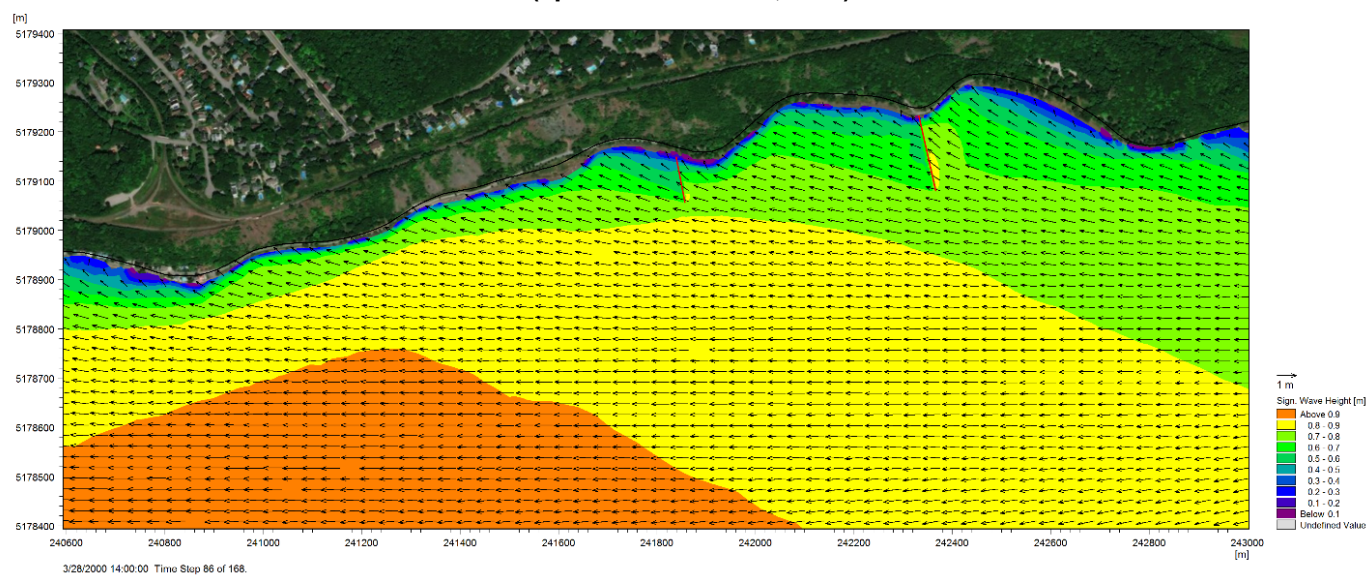 [m]
5179400
5179300
5179200
5179100
5179000
5178900
5178800
5178700
5178600
5178500
5178400
240600 240800 241000 241200 241400 241600 241800 242000 242200 242400 242600 242800 243000
[m]
1 m
Sign. Wave Height [m]
Above 0.9
0.8 - 0.9
0.7 - 0.8
0.6 - 0.7
0.5 - 0.6
0.4 - 0.5
0.3 - 0.4
0.2 - 0.3
0.1 - 0.2
Below 0.1
Undefined Value
3/28/2000 14:00:00 Time Step 86 of 168.